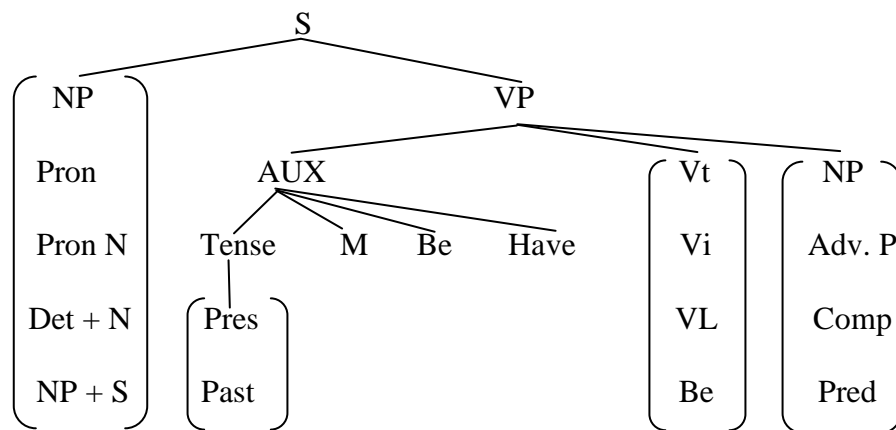 S
NP VP
Pron AUX Vt NP
Pron N Tense M Be Have Vi Adv. P
Det + N Pres VL Comp
NP + S Past Be Pred